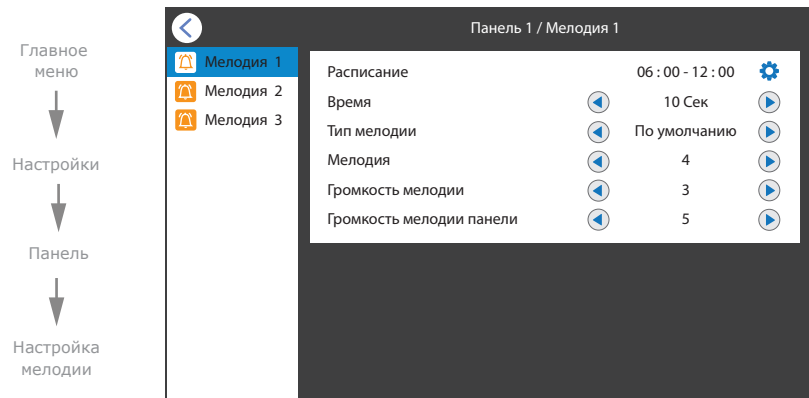 Главное
меню
Настройки
Панель
Настройка
мелодии
Панель 1 / Мелодия 1
Мелодия 1
Мелодия 2
Мелодия 3
Расписание 06 : 00 - 12 : 00
Время 10 Сек
Тип мелодии По умолчанию
Мелодия 4
Громкость мелодии 3
Громкость мелодии панели 5